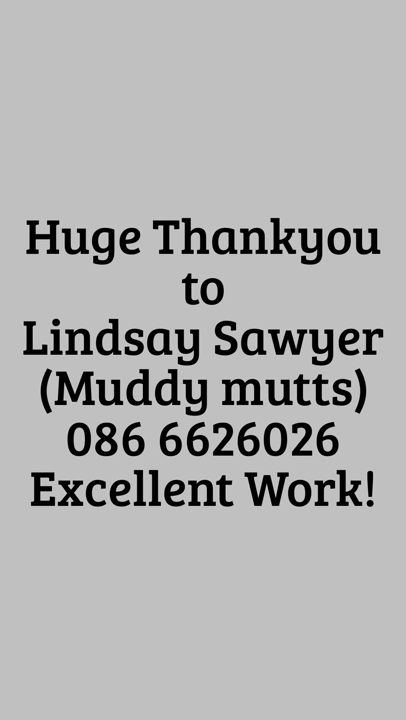 Huge Thankyou
to
Lindsay Sawyer
(Muddy mutts)
086 6626026
Excellent Work!